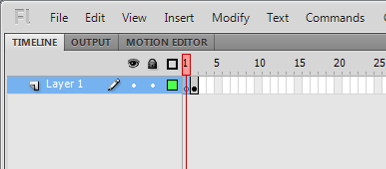 Fl File Edit View Insert Modify Text Commands
TIMELINE OUTPUT MOTION EDITOR
1 5 10 15 20 25
Layer 1